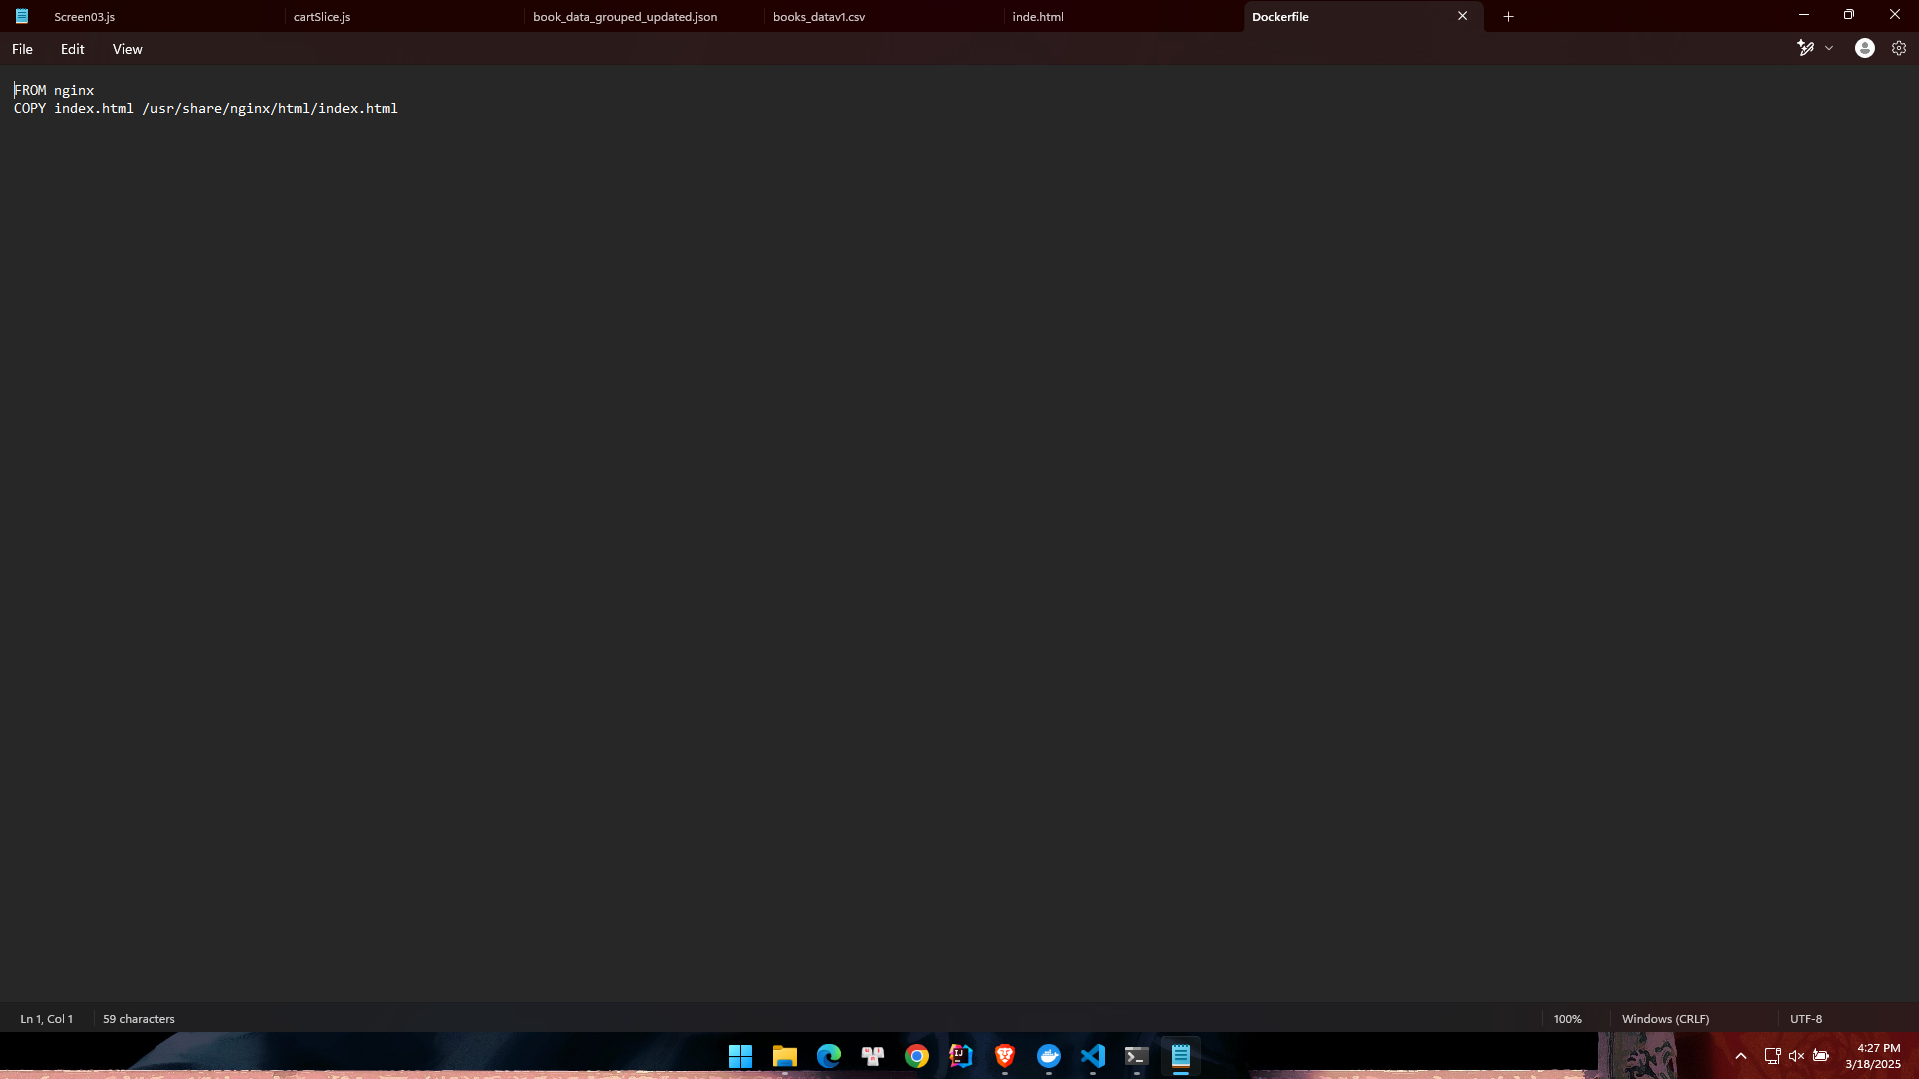 Screen03.js
cartSlice.js
book_data_grouped_updated.json
books_datav1.csv
inde.html
Dockerfile
File
Edit
View
FROM nginx
COPY index.html /usr/share/nginx/html/index.html
Ln 1, Col 1
59 characters
100%
Windows (CRLF)
UTF-8
4:27 PM
3/18/2025